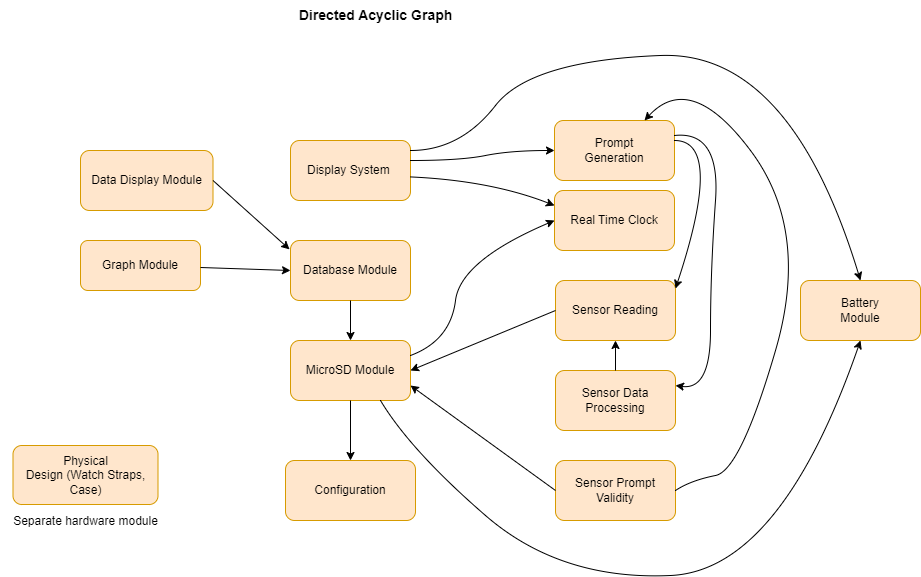 Directed Acyclic Graph
Prompt
Generation
Data Display Module
Display System
Real Time Clock
Graph Module
Database Module
Sensor Reading
Battery
Module
MicroSD Module
Sensor Data
Processing
Physical
Design (Watch Straps,
Case)
Configuration
Sensor Prompt
Validity
Separate hardware module